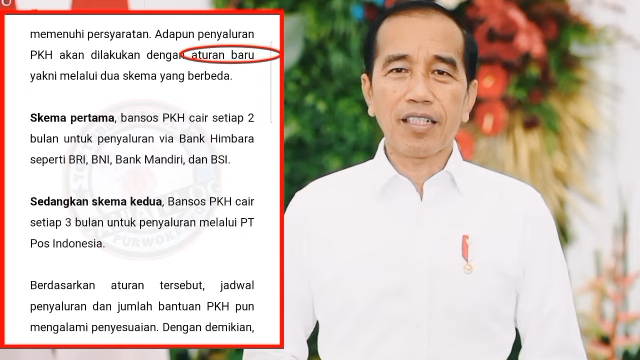 memenuhi persyaratan. Adapun penyaluran
PKH akan dilakukan dengan aturan baru
yakni melalui dua skema yang berbeda.
Skema pertama, bansos PKH cair setiap 2
bulan untuk penyaluran via Bank Himbara
seperti BRI, BNI, Bank Mandiri, dan BSI.
Sedangkan skema kedua, Bansos PKH cair
setiap 3 bulan untuk penyaluran melalui PT
Pos Indonesia.
Berdasarkan aturan tersebut, jadwal
penyaluran dan jumlah bantuan PKH pun
mengalami penyesuaian. Dengan demikian,